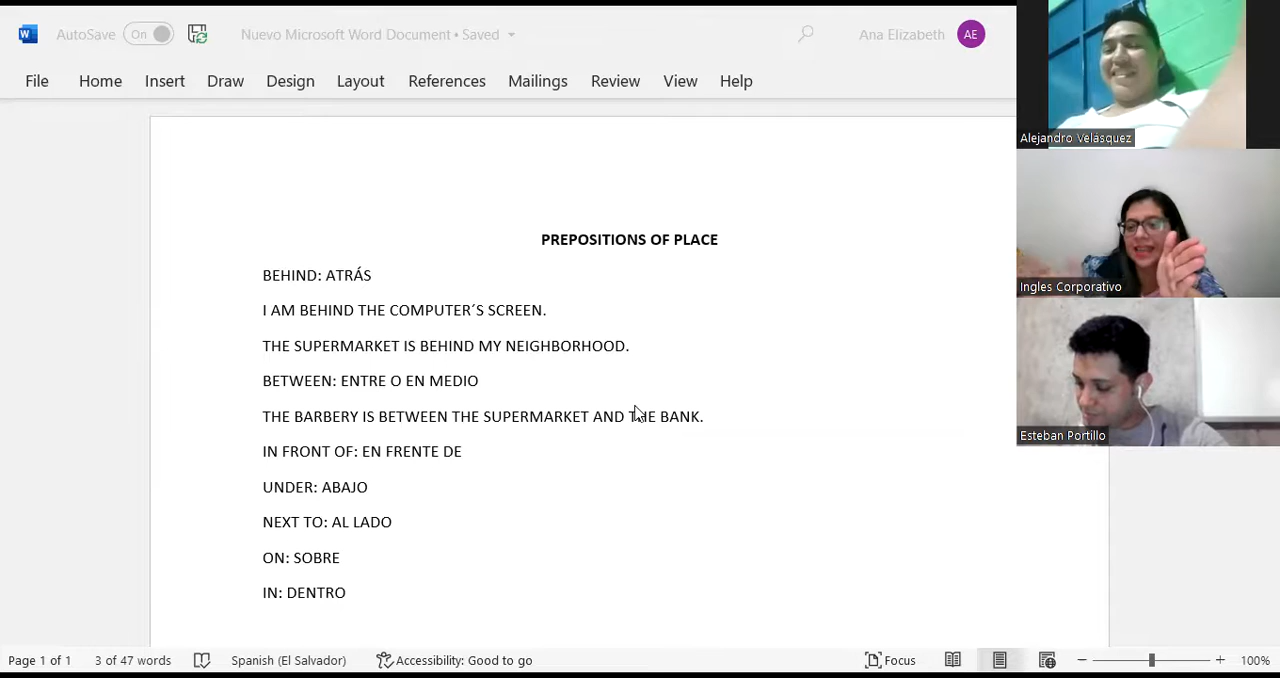 AutoSave On Nuevo Microsoft Word Document • Saved Ana Elizabeth AE
File Home Insert Draw Design Layout References Mailings Review View Help
PREPOSITIONS OF PLACE
BEHIND: ATRÁS
I AM BEHIND THE COMPUTER´S SCREEN.
THE SUPERMARKET IS BEHIND MY NEIGHBORHOOD.
BETWEEN: ENTRE O EN MEDIO
THE BARBERY IS BETWEEN THE SUPERMARKET AND THE BANK.
IN FRONT OF: EN FRENTE DE
UNDER: ABAJO
NEXT TO: AL LADO
ON: SOBRE
IN: DENTRO
Page 1 of 1 3 of 47 words Spanish (El Salvador) Accessibility: Good to go Focus 100%
Alejandro Velásquez
Ingles Corporativo
Esteban Portillo